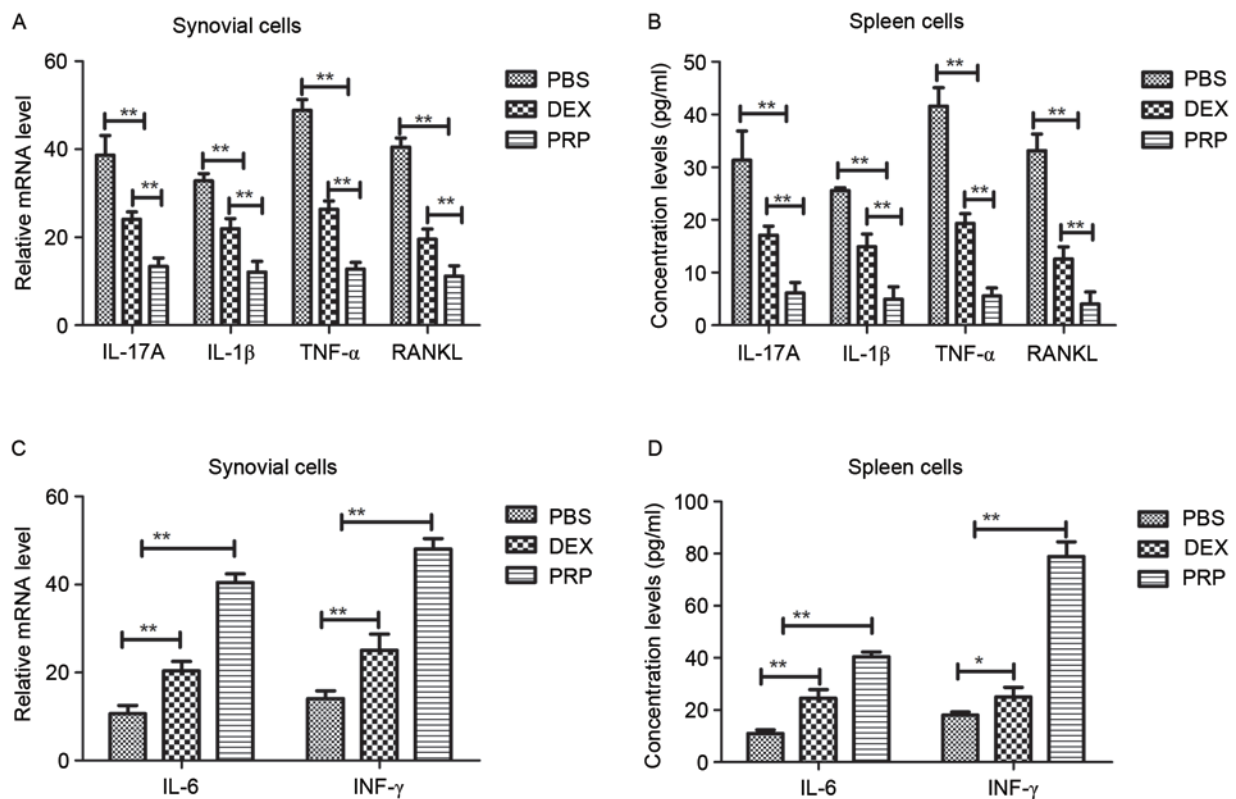 A
Synovial cells
Relative mRNA level
60
40
20
0
** ** ** ** ** ** ** **
IL-17A IL-1β TNF-α RANKL
PBS
DEX
PRP
B
Spleen cells
Concentration levels (pg/ml)
50
40
30
20
10
0
** ** ** ** ** ** ** **
IL-17A IL-1β TNF-α RANKL
PBS
DEX
PRP
C
Synovial cells
Relative mRNA level
60
40
20
0
** ** ** **
IL-6 INF-γ
PBS
DEX
PRP
D
Spleen cells
Concentration levels (pg/ml)
100
80
60
40
20
0
** ** ** *
IL-6 INF-γ
PBS
DEX
PRP